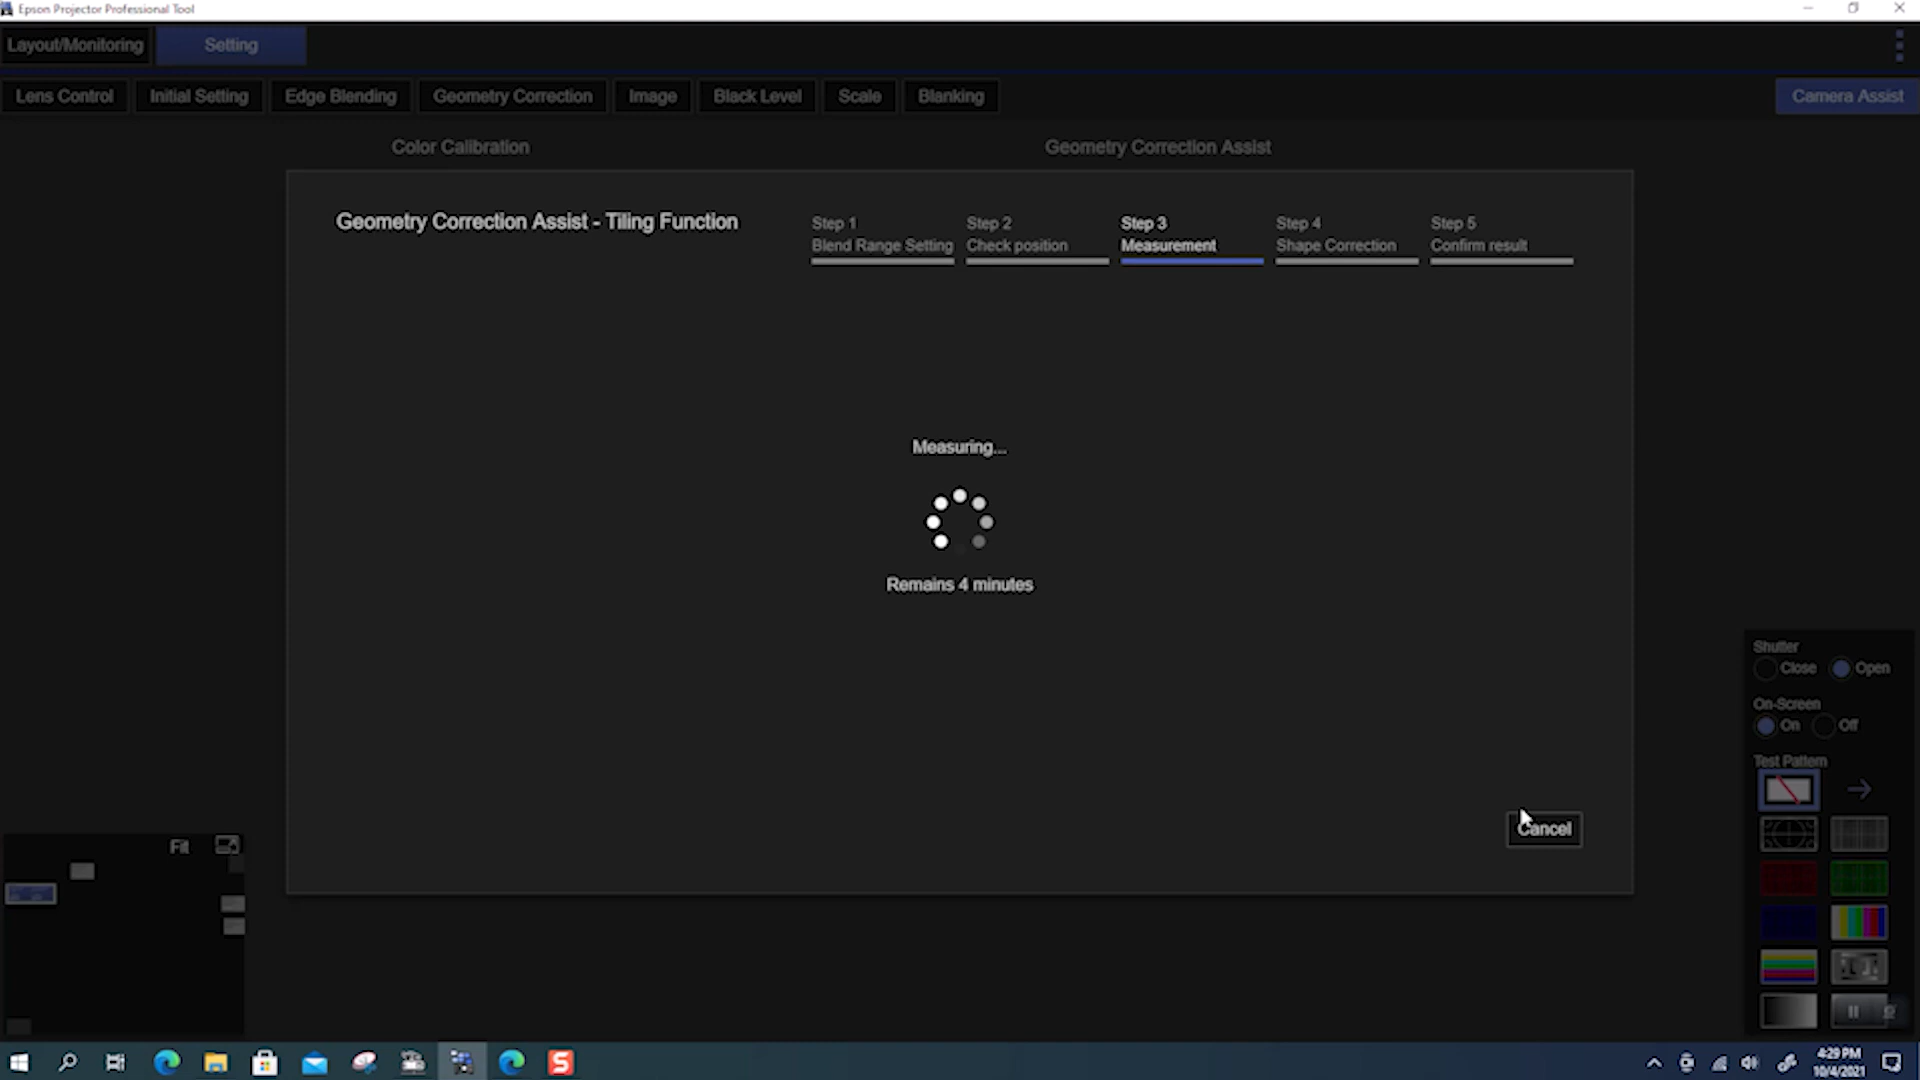 Epson Projector Professional Tool
Layout/Monitoring
Setting
Lens Control
Initial Setting
Edge Blending
Geometry Correction
Image
Black Level
Scale
Blanking
Camera Assist
Color Calibration
Geometry Correction Assist
Geometry Correction Assist - Tiling Function
Step 1
Blend Range Setting
Step 2
Check position
Step 3
Measurement
Step 4
Shape Correction
Step 5
Confirm result
Measuring...
Remains 4 minutes
Cancel
Shutter
Close
Open
On-Screen
On
Off
Test Pattern
Fit
4:29 PM
10/4/2021